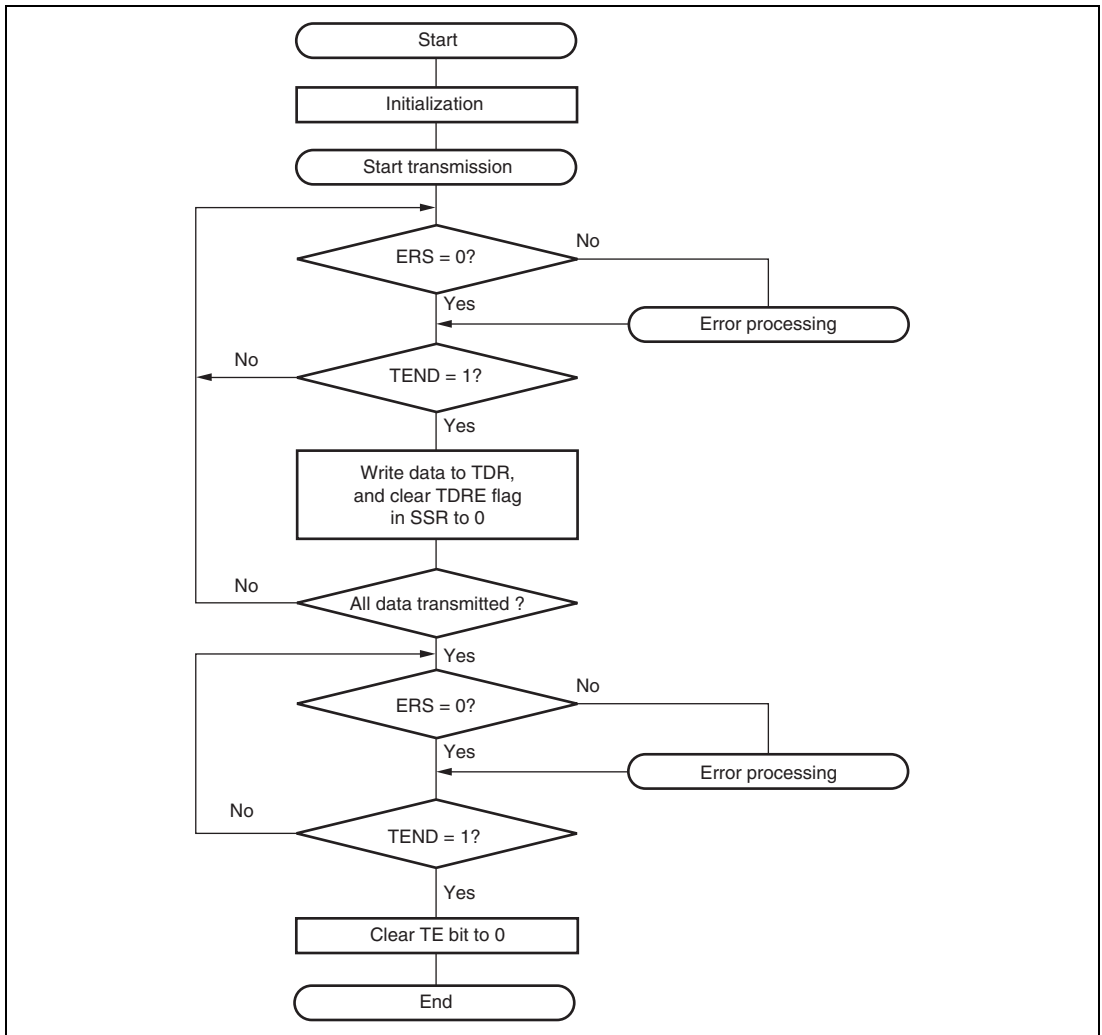 Start
Initialization
Start transmission
ERS = 0?
No
Yes
Error processing
No
TEND = 1?
Yes
Write data to TDR,
and clear TDRE flag
in SSR to 0
No
All data transmitted ?
Yes
ERS = 0?
No
Yes
Error processing
No
TEND = 1?
Yes
Clear TE bit to 0
End